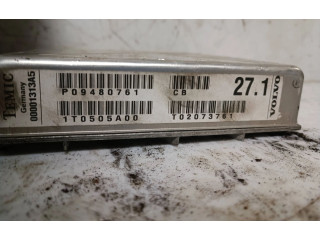 TEMIC
Germany
00001313A5
P09480761
CB
27.1
1T0505A00
T02073761
VOLVO